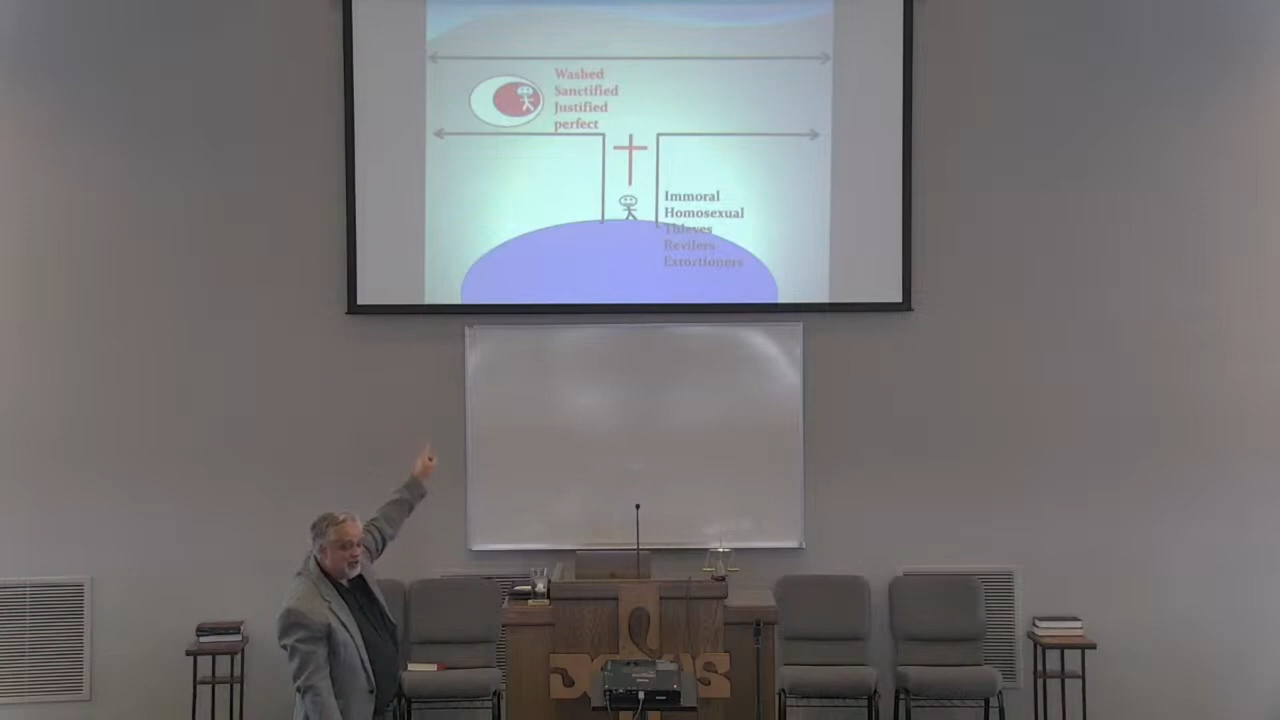 Washed
Sanctified
Justified
perfect
Immoral
Homosexual
Thieves
Revilers
Extortioners